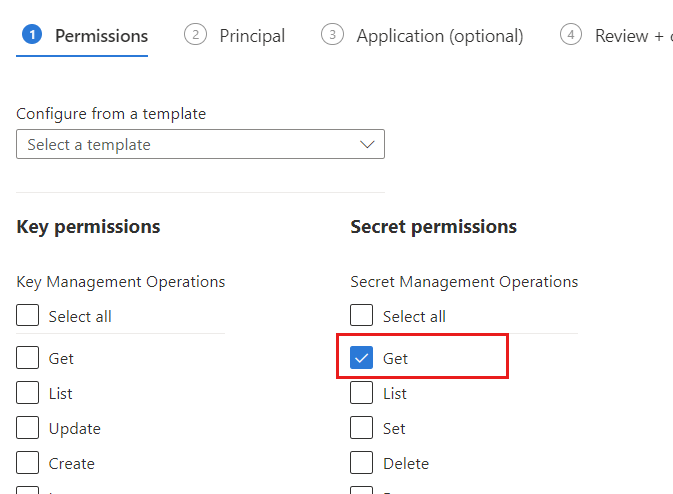 1 Permissions 2 Principal 3 Application (optional) 4 Review +
Configure from a template
Select a template
Key permissions
Secret permissions
Key Management Operations
Secret Management Operations
Select all
Select all
Get
Get
List
List
Update
Set
Create
Delete